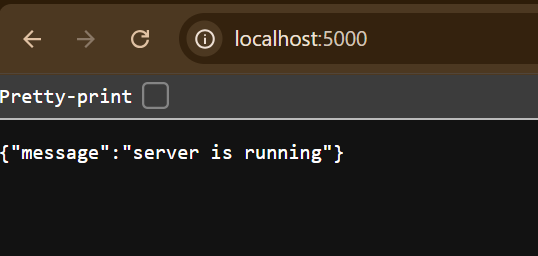 localhost:5000
Pretty-print
{"message":"server is running"}